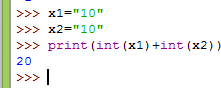 >>> x1="10"
>>> x2="10"
>>> print(int(x1)+int(x2))
20
>>>